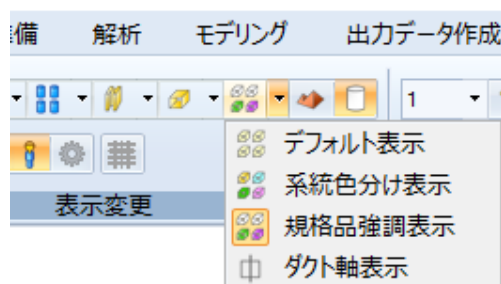 備 解析 モデリング 出力データ作成
1
デフォルト表示
系統色分け表示
表示変更
規格品強調表示
ダクト軸表示